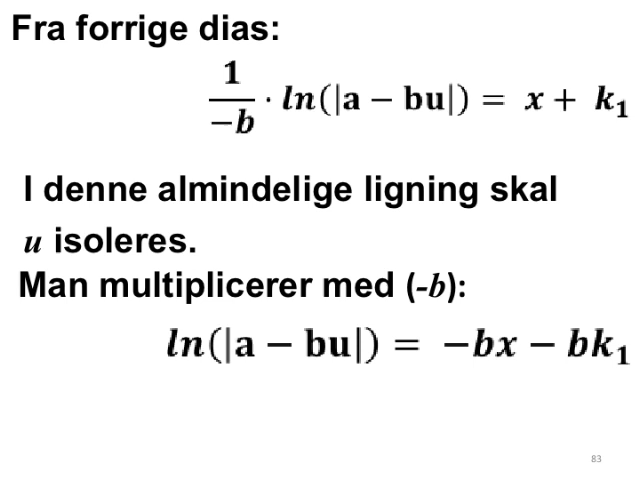 Fra forrige dias:
1/−b · ln(|a − bu|) = x + k₁
I denne almindelige ligning skal
u isoleres.
Man multiplicerer med (-b):
ln(|a − bu|) = −bx − bk₁
83